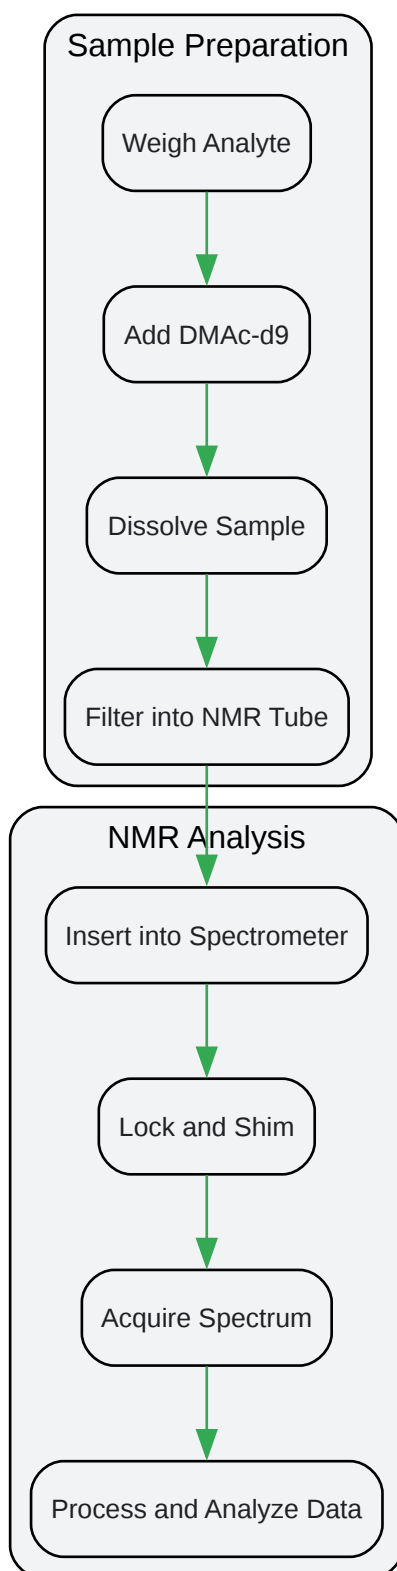 Sample Preparation
Weigh Analyte
Add DMAc-d9
Dissolve Sample
Filter into NMR Tube
NMR Analysis
Insert into Spectrometer
Lock and Shim
Acquire Spectrum
Process and Analyze Data